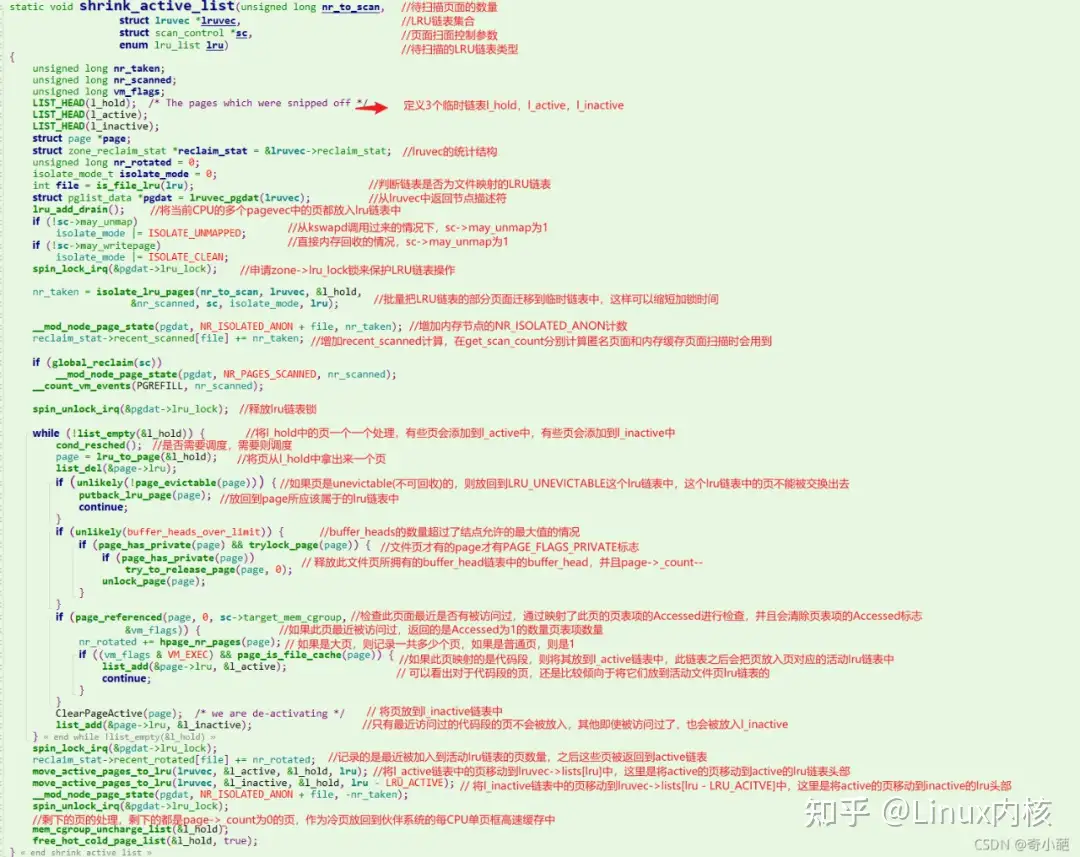 static void shrink_active_list(unsigned long nr_to_scan, //待扫描页面的数量
struct lruvec *lruvec, //LRU链表集合
struct scan_control *sc, //页面扫面控制参数
enum lru_list lru) //待扫描的LRU链表类型
{
unsigned long nr_taken;
unsigned long nr_scanned;
unsigned long vm_flags;
LIST_HEAD(l_hold); /* The pages which were snipped off */ 定义3个临时链表l_hold，l_active，l_inactive
LIST_HEAD(l_active);
LIST_HEAD(l_inactive);
struct page *page;
struct zone_reclaim_stat *reclaim_stat = &lruvec->reclaim_stat; //lruvec的统计结构
unsigned long nr_rotated = 0;
isolate_mode_t isolate_mode = 0;
int file = is_file_lru(lru); //判断链表是否为文件映射的LRU链表
struct pglist_data *pgdat = lruvec_pgdat(lruvec); //从lruvec中返回节点描述符
lru_add_drain(); //将当前CPU的多个pagevec中的页都放入lru链表中
if (!sc->may_unmap) //从kswapd调用过来的情况下，sc->may_unmap为1
isolate_mode |= ISOLATE_UNMAPPED;
if (!sc->may_writepage) //直接内存回收的情况，sc->may_unmap为1
isolate_mode |= ISOLATE_CLEAN;
spin_lock_irq(&pgdat->lru_lock); //申请zone->lru_lock锁来保护LRU链表操作
nr_taken = isolate_lru_pages(nr_to_scan, lruvec, &l_hold,
&nr_scanned, sc, isolate_mode, lru); //批量把LRU链表的部分页面迁移到临时链表中，这样可以缩短加锁时间
__mod_node_page_state(pgdat, NR_ISOLATED_ANON + file, nr_taken); //增加内存节点的NR_ISOLATED_ANON计数
reclaim_stat->recent_scanned[file] += nr_taken; //增加recent_scanned计算，在get_scan_count分别计算匿名页面和内存缓存页面扫描时会用到
if (global_reclaim(sc))
__mod_node_page_state(pgdat, NR_PAGES_SCANNED, nr_scanned);
__count_vm_events(PGREFILL, nr_scanned);
spin_unlock_irq(&pgdat->lru_lock); //释放lru链表锁
while (!list_empty(&l_hold)) { //将l_hold中的页一个一个处理，有些页会添加到l_active中，有些页会添加到l_inactive中
cond_resched(); //是否需要调度，需要则调度
page = lru_to_page(&l_hold); //将页从l_hold中拿出来一个页
list_del(&page->lru);
if (unlikely(!page_evictable(page))) { //如果页是unevictable(不可回收)的，则放回到LRU_UNEVICTABLE这个lru链表中，这个lru链表中的页不能被交换出去
putback_lru_page(page); //放回到page所应该属于的lru链表中
continue;
}
if (unlikely(buffer_heads_over_limit)) { //buffer_heads的数量超过了结点允许的最大值的情况
if (page_has_private(page) && trylock_page(page)) { //文件页才有的page才有PAGE_FLAGS_PRIVATE标志
if (page_has_private(page)) // 释放此文件页所拥有的buffer_head链表中的buffer_head，并且page->_count--
try_to_release_page(page, 0);
unlock_page(page);
}
}
if (page_referenced(page, 0, sc->target_mem_cgroup, //检查此页面最近是否有被访问过，通过映射了此页的页表项的Accessed进行检查，并且会清除页表项的Accessed标志
&vm_flags)) { //如果此页最近被访问过，返回的是Accessed为1的数量页表项数量
nr_rotated += hpage_nr_pages(page); // 如果是大页，则记录一共多少个页，如果是普通页，则是1
if ((vm_flags & VM_EXEC) && page_is_file_cache(page)) { //如果此页映射的是代码段，则将其放到l_active链表中，此链表之后会把页放入页对应的活动lru链表中
list_add(&page->lru, &l_active); // 可以看出对于代码段的页，还是比较倾向于将它们放到活动文件页lru链表的
continue;
}
}
ClearPageActive(page); /* we are de-activating */ // 将页放到l_inactive链表中
list_add(&page->lru, &l_inactive); //只有最近访问过的代码段的页不会被放入，其他即使被访问过了，也会被放入l_inactive
} « end while !list_empty(&l_hold) »
spin_lock_irq(&pgdat->lru_lock);
reclaim_stat->recent_rotated[file] += nr_rotated; //记录的是最近被加入到活动lru链表的页数量，之后这些页被返回到active链表
move_active_pages_to_lru(lruvec, &l_active, &l_hold, lru); //将l_active链表中的页移动到lruvec->lists[lru]中，这里是将active的页移动到active的lru链表头部
move_active_pages_to_lru(lruvec, &l_inactive, &l_hold, lru - LRU_ACTIVE); // 将l_inactive链表中的页移动到lruvec->lists[lru - LRU_ACITVE]中，这里是将active的页移动到inactive的lru头部
__mod_node_page_state(pgdat, NR_ISOLATED_ANON + file, -nr_taken);
spin_unlock_irq(&pgdat->lru_lock);
//剩下的页的处理，剩下的都是page->_count为0的页，作为冷页放回到伙伴系统的每CPU单页框高速缓存中
mem_cgroup_uncharge_list(&l_hold);
free_hot_cold_page_list(&l_hold, true);
} « end shrink_active_list »
知乎 @Linux内核
CSDN @奇小葩